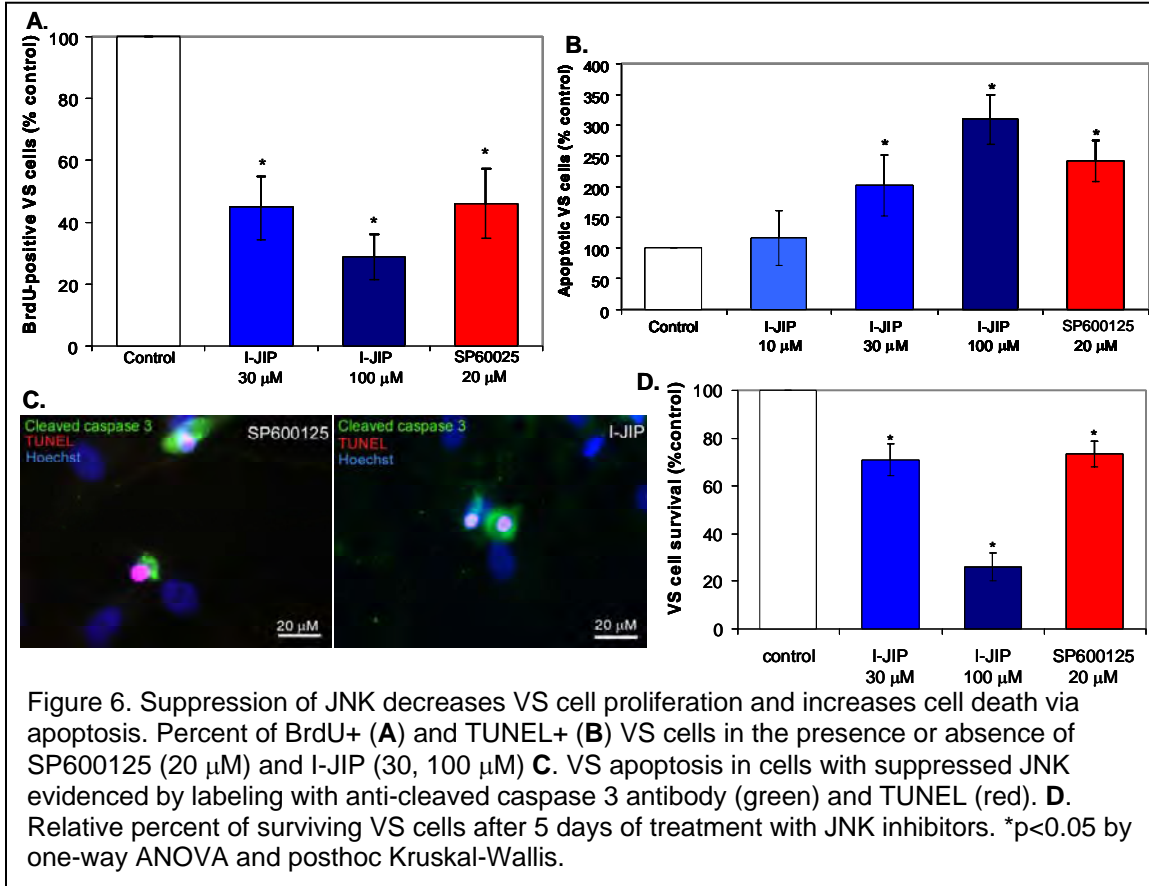 A.
BrdU-positive VS cells (% control)
100
80
60
40
20
0
*
*
*
Control
I-JIP
30 μM
I-JIP
100 μM
SP60025
20 μM
B.
Apoptotic VS cells (% control)
400
350
300
250
200
150
100
50
0
*
*
*
Control
I-JIP
10 μM
I-JIP
30 μM
I-JIP
100 μM
SP600125
20 μM
C.
Cleaved caspase 3
TUNEL
Hoechst
SP600125
20 μM
Cleaved caspase 3
TUNEL
Hoechst
I-JIP
20 μM
D.
VS cell survival (%control)
100
80
60
40
20
0
*
*
*
control
I-JIP
30 μM
I-JIP
100 μM
SP600125
20 μM
Figure 6. Suppression of JNK decreases VS cell proliferation and increases cell death via
apoptosis. Percent of BrdU+ (A) and TUNEL+ (B) VS cells in the presence or absence of
SP600125 (20 μM) and I-JIP (30, 100 μM) C. VS apoptosis in cells with suppressed JNK
evidenced by labeling with anti-cleaved caspase 3 antibody (green) and TUNEL (red). D.
Relative percent of surviving VS cells after 5 days of treatment with JNK inhibitors. *p<0.05 by
one-way ANOVA and posthoc Kruskal-Wallis.